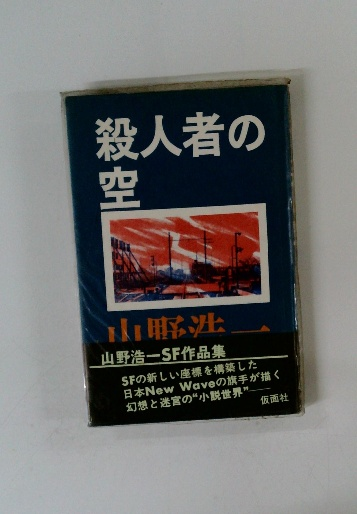 殺人者の
空
山野浩一
山野浩一SF作品集
SFの新しい座標を構築した
日本New Waveの旗手が描く
幻想と迷宮の“小説世界”──
仮面社